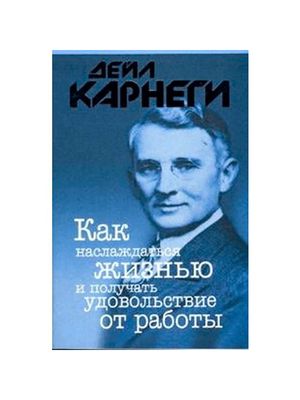 ДЕЙЛ
КАРНЕГИ
Как
наслаждаться
жизнью
и получать
удовольствие
от работы